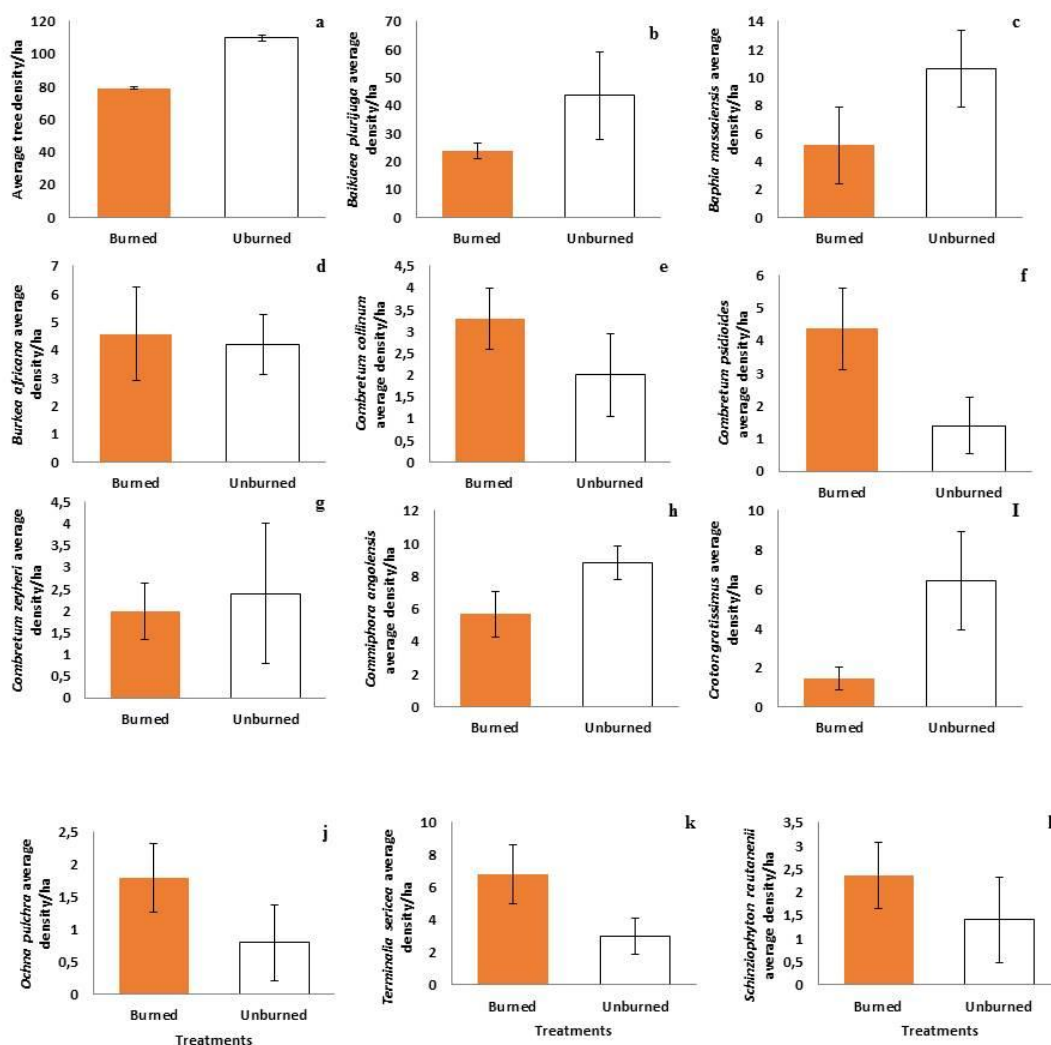 a
Average tree density/ha
120
100
80
60
40
20
0
Burned
Uburned
b
Baikiaea plurijuga average
density/ha
70
60
50
40
30
20
10
0
Burned
Unburned
c
Baphia massaiensis average
density/ha
14
12
10
8
6
4
2
0
Burned
Unburned
d
Burkea africana average
density/ha
7
6
5
4
3
2
1
0
Burned
Unburned
e
Combretum collinum
average density/ha
4,5
4
3,5
3
2,5
2
1,5
1
0,5
0
Burned
Unburned
f
Combretum psidioides
average density/ha
6
5
4
3
2
1
0
Burned
Unburned
g
Combretum zeyheri average
density/ha
4,5
4
3,5
3
2,5
2
1,5
1
0,5
0
Burned
Unburned
h
Commiphora angolensis
average density/ha
12
10
8
6
4
2
0
Burned
Unburned
I
Croton gratissimus average
density/ha
10
8
6
4
2
0
Burned
Unburned
j
Ochna pulchra average
density/ha
2,5
2
1,5
1
0,5
0
Burned
Unburned
Treatments
k
Terminalia sericea average
density/ha
10
8
6
4
2
0
Burned
Unburned
Treatments
Schinziophyton rautanenii
average density/ha
3,5
3
2,5
2
1,5
1
0,5
0
Burned
Unburned
Treatments